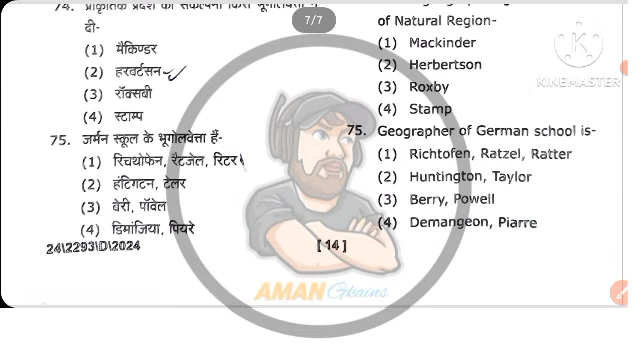 74. प्राकृतिक प्रदेश की संकल्पना किस भूगोलवेत्ता ने
दी-
(1) मैकिण्डर
(2) हरवर्टसन
(3) रॉक्सबी
(4) स्टाम्प
75. जर्मन स्कूल के भूगोलवेत्ता हैं-
(1) रिचथोफेन, रैटजेल, रिटर
(2) हंटिगटन, टेलर
(3) बेरी, पॉवेल
(4) डिमांजिया, पियरे
24\2293\D\2024
7/7
of Natural Region-
(1) Mackinder
(2) Herbertson
(3) Roxby
(4) Stamp
75. Geographer of German school is-
(1) Richtofen, Ratzel, Ratter
(2) Huntington, Taylor
(3) Berry, Powell
(4) Demangeon, Piarre
[ 14 ]
KINEMASTER
AMAN Gkains